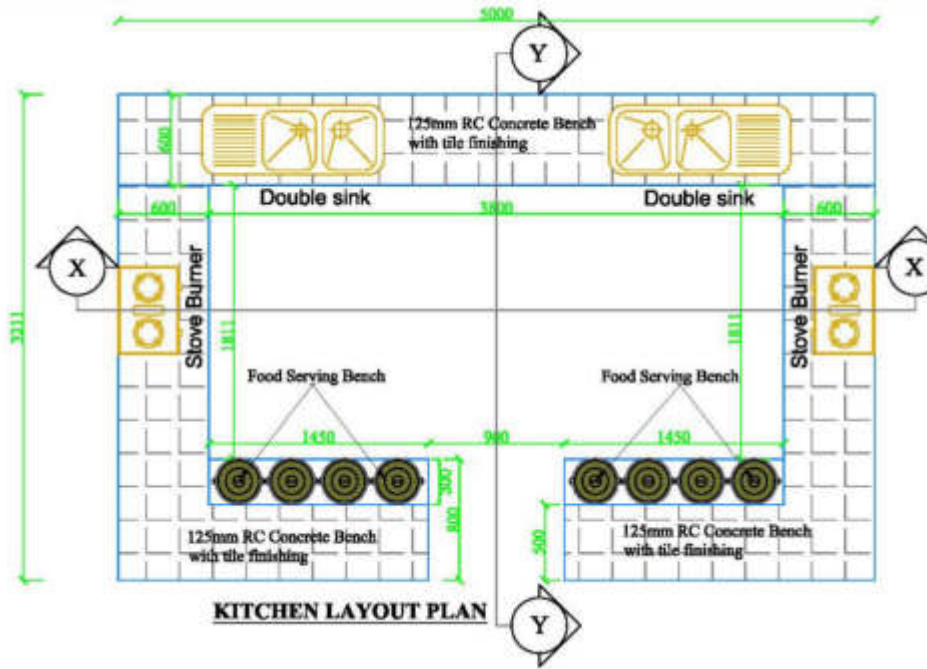 5000
Y
125mm RC Concrete Bench
with tile finishing
600
Double sink
Double sink
600
3800
600
X
X
Stove Burner
Stove Burner
3211
1811
1811
Food Serving Bench
Food Serving Bench
1450
900
1450
300
800
500
125mm RC Concrete Bench
with tile finishing
125mm RC Concrete Bench
with tile finishing
KITCHEN LAYOUT PLAN
Y